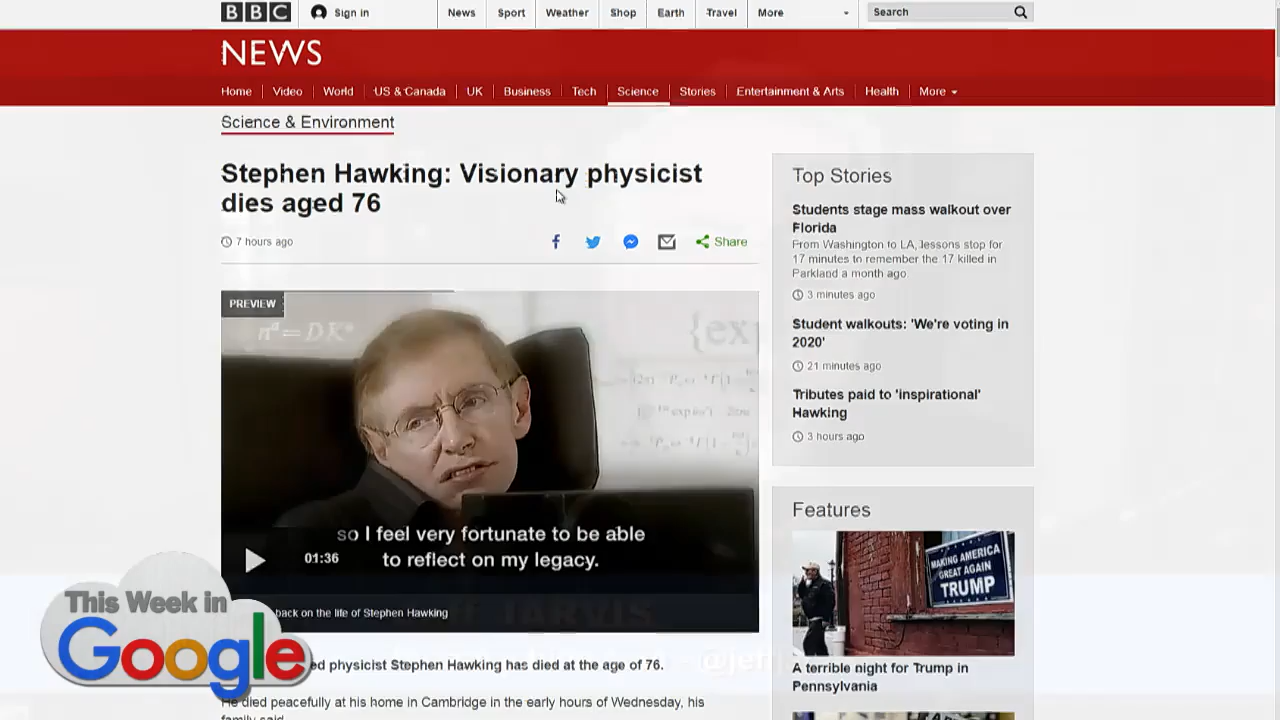 BBC
Sign in
News
Sport
Weather
Shop
Earth
Travel
More
Search
NEWS
Home
Video
World
US & Canada
UK
Business
Tech
Science
Stories
Entertainment & Arts
Health
More
Science & Environment
Stephen Hawking: Visionary physicist
dies aged 76
7 hours ago
Share
PREVIEW
so I feel very fortunate to be able
to reflect on my legacy.
01:36
back on the life of Stephen Hawking
physicist Stephen Hawking has died at the age of 76.
He died peacefully at his home in Cambridge in the early hours of Wednesday, his
family said
Top Stories
Students stage mass walkout over
Florida
From Washington to LA, lessons stop for
17 minutes to remember the 17 killed in
Parkland a month ago
3 minutes ago
Student walkouts: 'We're voting in
2020'
21 minutes ago
Tributes paid to 'inspirational'
Hawking
3 hours ago
Features
MAKING AMERICA
GREAT AGAIN
TRUMP
A terrible night for Trump in
Pennsylvania
This Week in
Google